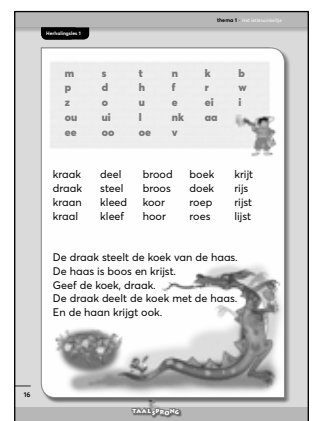 thema 1 - Het letterwinkeltje
Herhalingsles 1
m s t n k b
p d h f r w
z o u e ei i
ou ui l nk aa
ee oo oe v
kraak deel brood boek krijt
draak steel broos doek rijs
kraan kleed koor roep rijst
kraal kleef hoor roes lijst
De draak steelt de koek van de haas.
De haas is boos en krijst.
Geef de koek, draak.
De draak deelt de koek met de haas.
En de haan krijgt ook.
16
TAALSPRONG